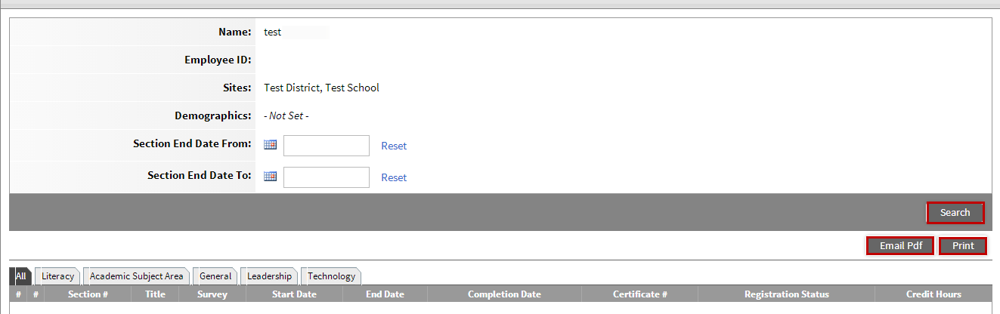 Name: test
Employee ID:
Sites: Test District, Test School
Demographics: - Not Set -
Section End Date From: Reset
Section End Date To: Reset
Search
Email Pdf Print
All Literacy Academic Subject Area General Leadership Technology
# # Section # Title Survey Start Date End Date Completion Date Certificate # Registration Status Credit Hours